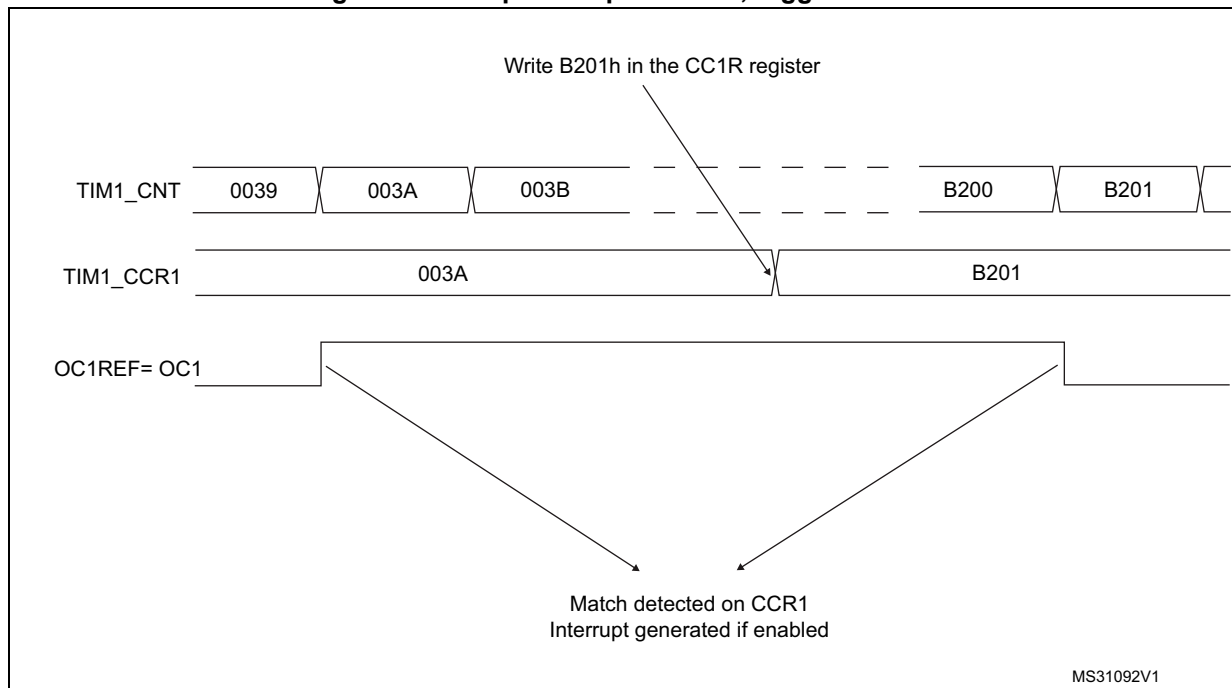 Write B201h in the CC1R register
TIM1_CNT 0039 003A 003B B200 B201
TIM1_CCR1 003A B201
OC1REF= OC1
Match detected on CCR1
Interrupt generated if enabled
MS31092V1